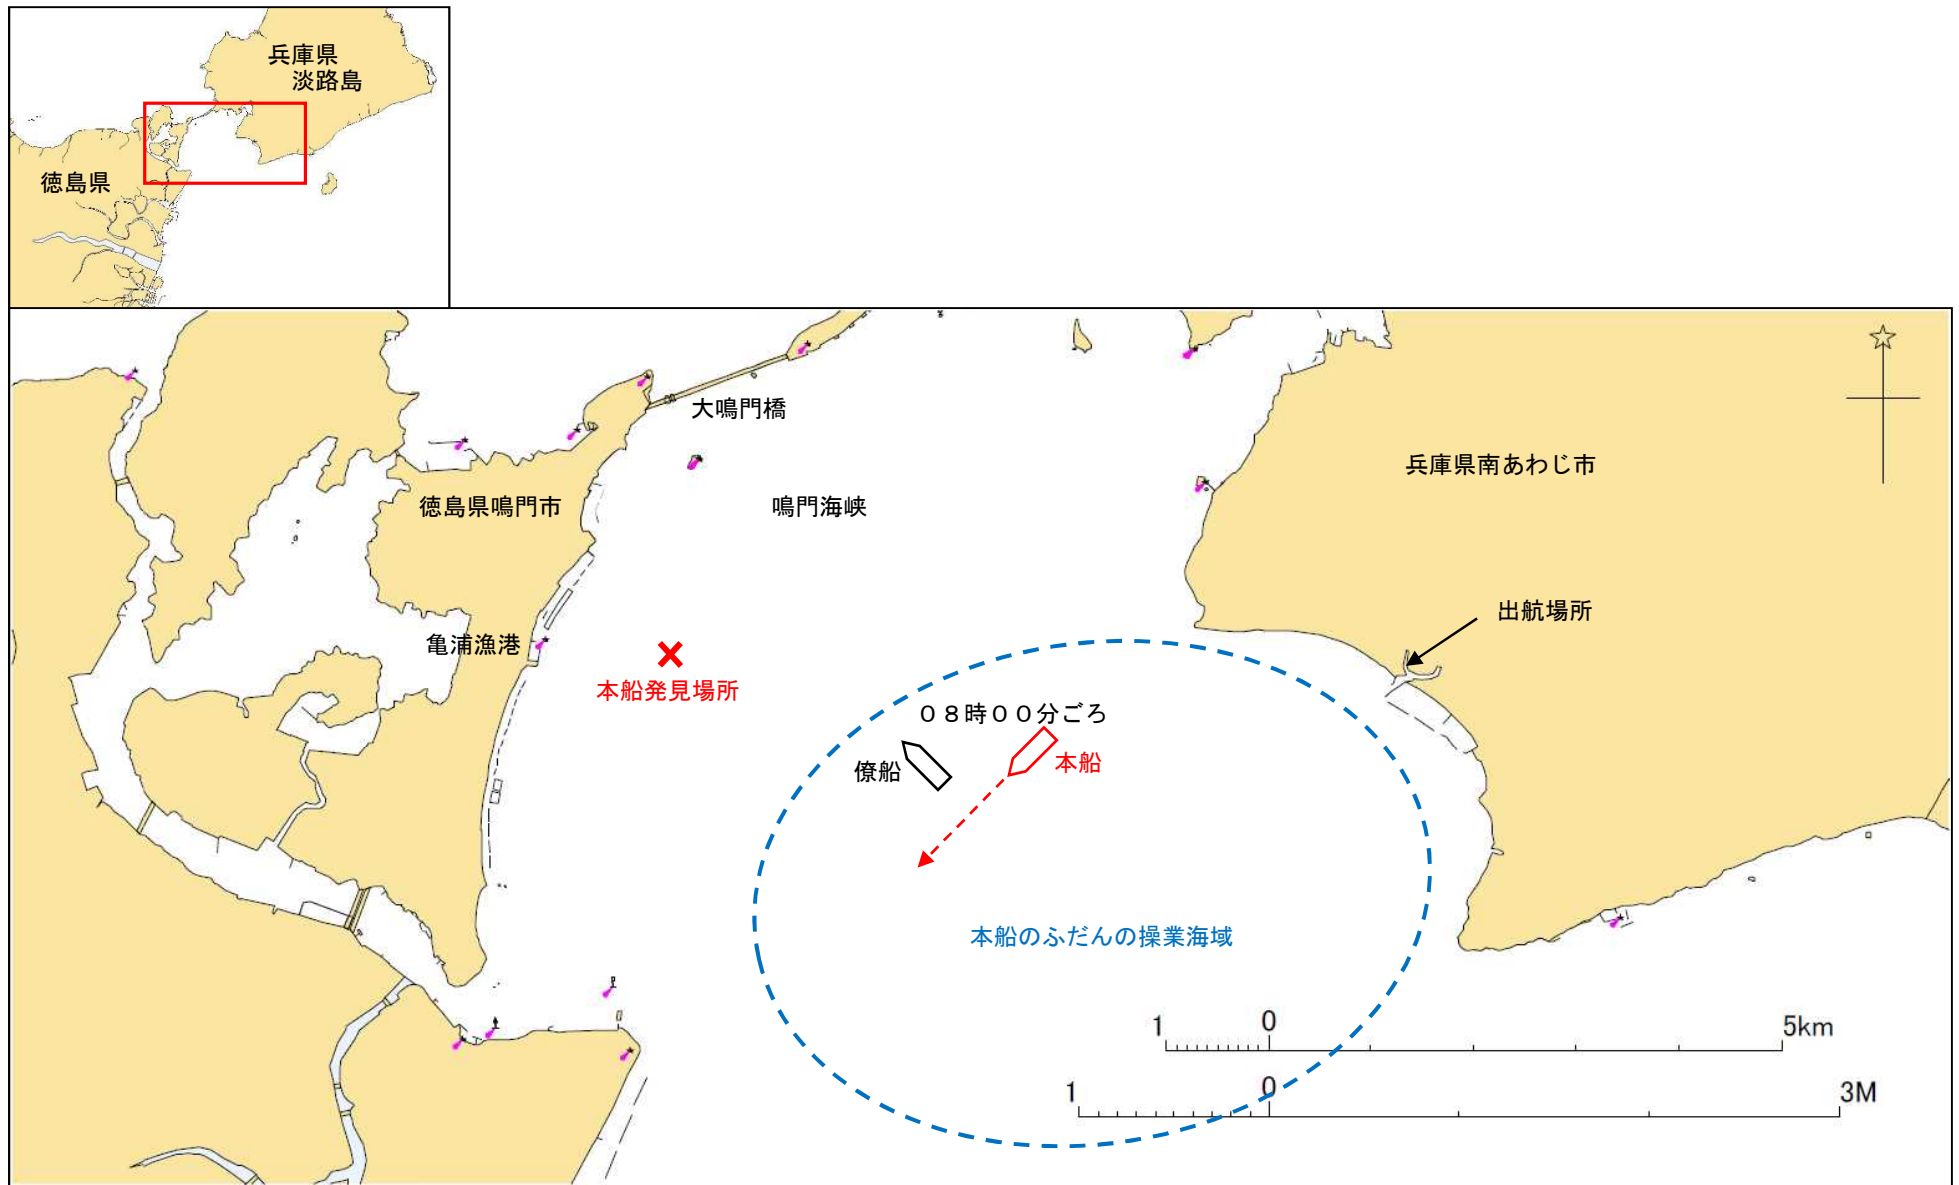 兵庫県
淡路島
徳島県
大鳴門橋
兵庫県南あわじ市
徳島県鳴門市
鳴門海峡
出航場所
亀浦漁港
本船発見場所
０８時００分ごろ
僚船
本船
本船のふだんの操業海域
1 0 5km
1 0 3M